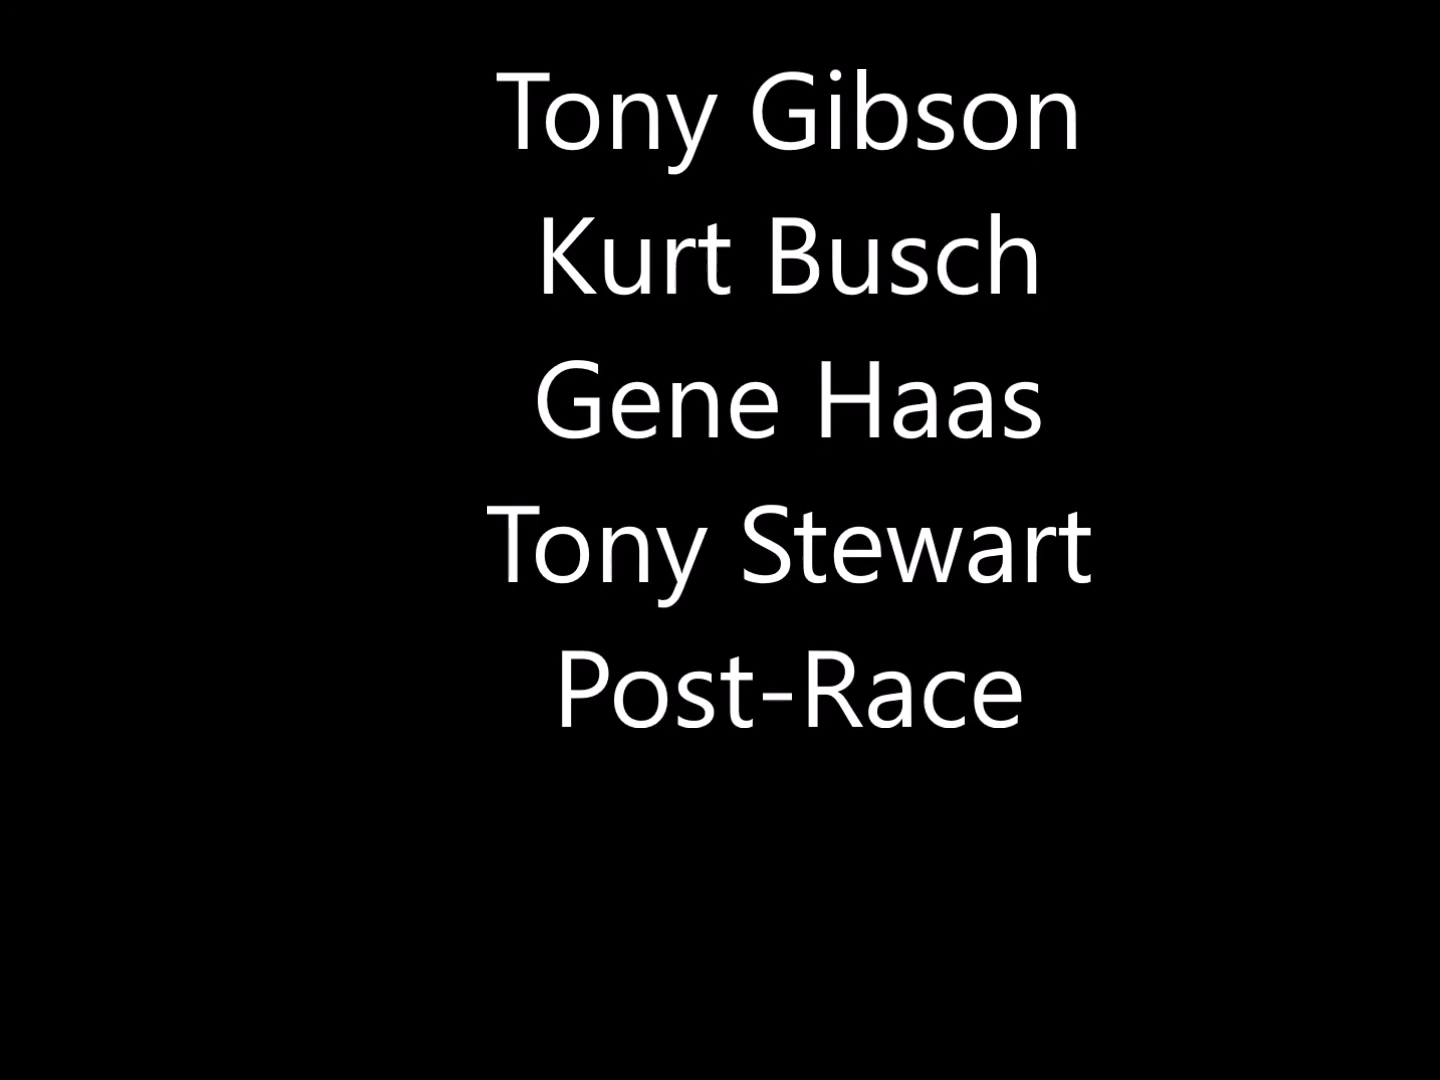 Tony Gibson
Kurt Busch
Gene Haas
Tony Stewart
Post-Race